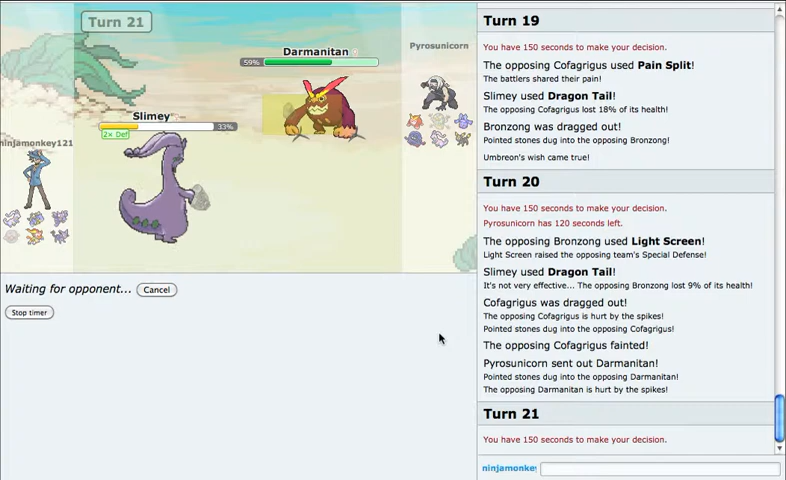 Turn 21
Darmanitan
59%
Pyrosunicorn
Slimey
33%
2× Def
ninjamonkey121
Waiting for opponent... Cancel
Stop timer
Turn 19
You have 150 seconds to make your decision.
The opposing Cofagrigus used Pain Split!
The battlers shared their pain!
Slimey used Dragon Tail!
The opposing Cofagrigus lost 18% of its health!
Bronzong was dragged out!
Pointed stones dug into the opposing Bronzong!
Umbreon's wish came true!
Turn 20
You have 150 seconds to make your decision.
Pyrosunicorn has 120 seconds left.
The opposing Bronzong used Light Screen!
Light Screen raised the opposing team's Special Defense!
Slimey used Dragon Tail!
It's not very effective... The opposing Bronzong lost 9% of its health!
Cofagrigus was dragged out!
The opposing Cofagrigus is hurt by the spikes!
Pointed stones dug into the opposing Cofagrigus!
The opposing Cofagrigus fainted!
Pyrosunicorn sent out Darmanitan!
Pointed stones dug into the opposing Darmanitan!
The opposing Darmanitan is hurt by the spikes!
Turn 21
You have 150 seconds to make your decision.
ninjamonke